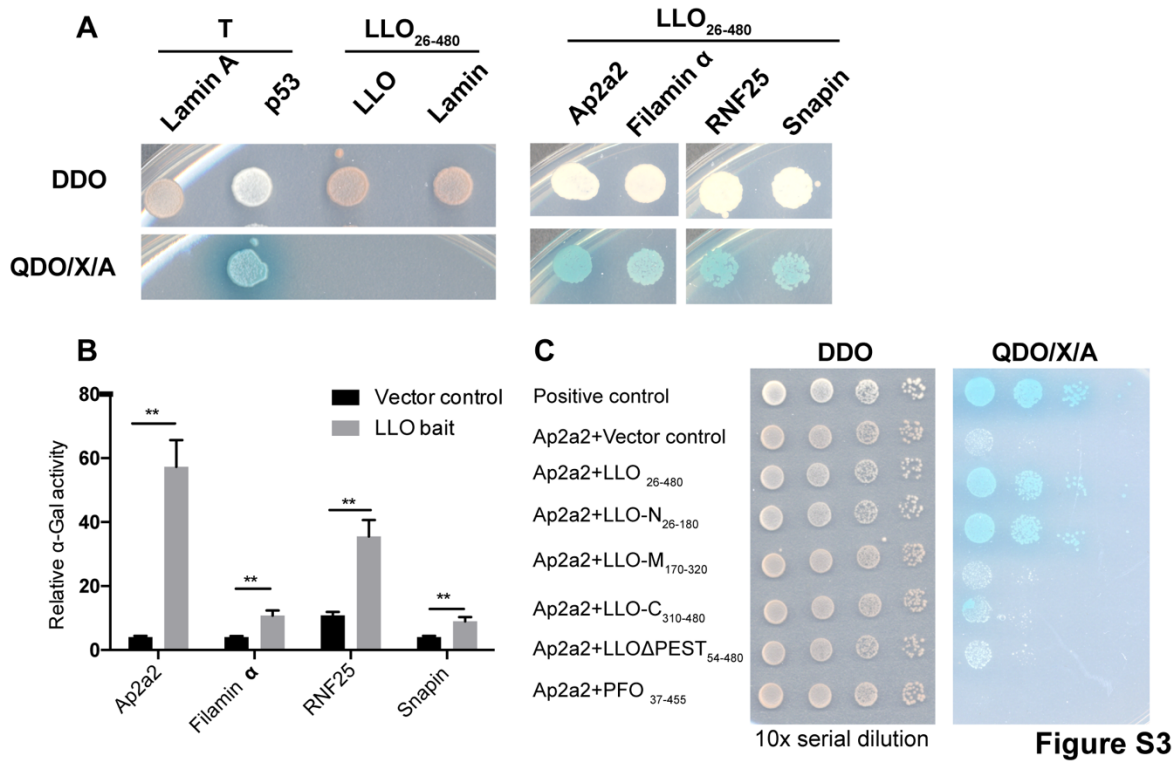 A
T
LLO26-480
LLO26-480
Lamin A
p53
LLO
Lamin
Ap2a2
Filamin α
RNF25
Snapin
DDO
QDO/X/A
B
Relative α-Gal activity
80
60
40
20
0
Vector control
LLO bait
**
**
**
**
Ap2a2
Filamin α
RNF25
Snapin
C
DDO
QDO/X/A
Positive control
Ap2a2+Vector control
Ap2a2+LLO 26-480
Ap2a2+LLO-N26-180
Ap2a2+LLO-M170-320
Ap2a2+LLO-C310-480
Ap2a2+LLOΔPEST54-480
Ap2a2+PFO 37-455
10x serial dilution
Figure S3